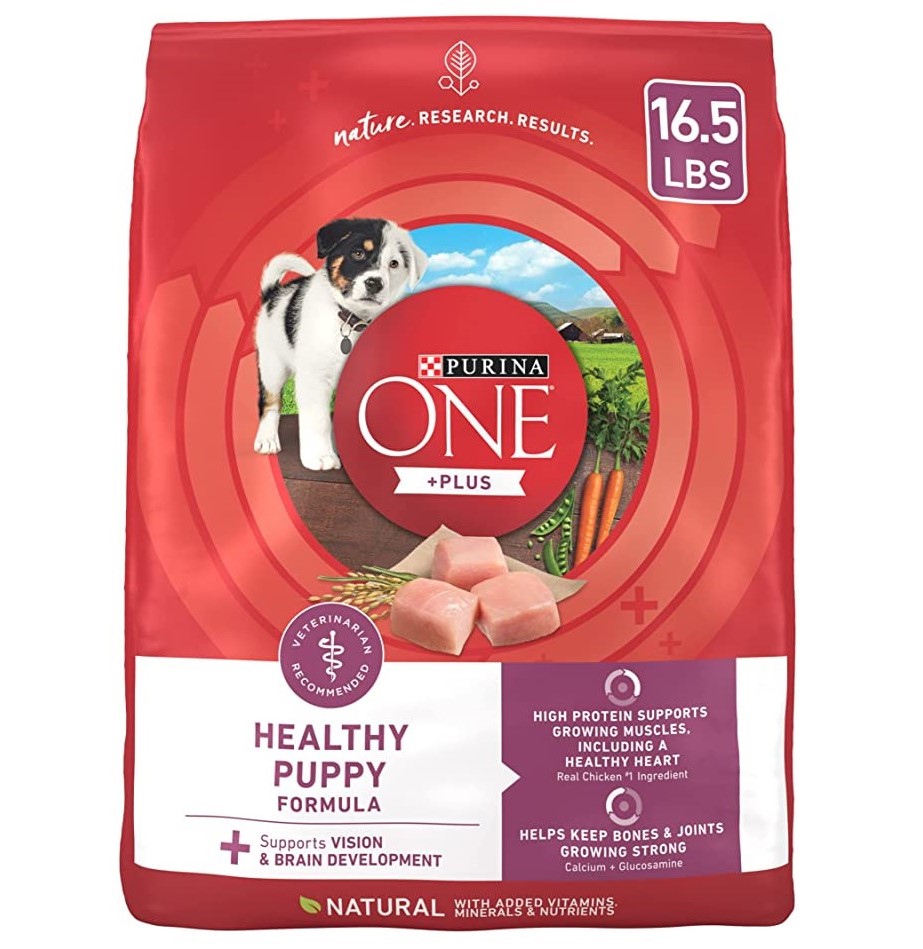 nature. RESEARCH. RESULTS.
16.5
LBS
PURINA
ONE®
+PLUS
VETERINARIAN
RECOMMENDED
HEALTHY
PUPPY
FORMULA
+ Supports VISION
& BRAIN DEVELOPMENT
HIGH PROTEIN SUPPORTS
GROWING MUSCLES,
INCLUDING A
HEALTHY HEART
Real Chicken #1 Ingredient
HELPS KEEP BONES & JOINTS
GROWING STRONG
Calcium + Glucosamine
NATURAL WITH ADDED VITAMINS,
MINERALS & NUTRIENTS